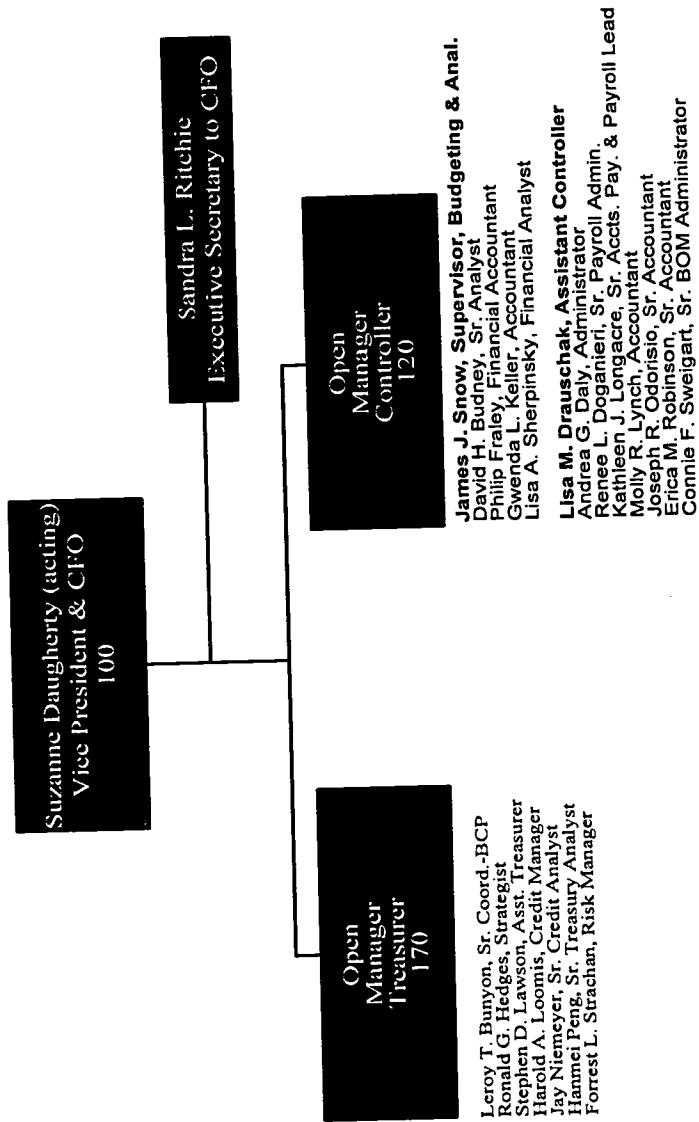 Suzanne Daugherty (acting)
Vice President & CFO
100
Sandra L. Ritchie
Executive Secretary to CFO
Open
Manager
Treasurer
170
Leroy T. Bunyon, Sr. Coord.-BCP
Ronald G. Hedges, Strategist
Stephen D. Lawson, Asst. Treasurer
Harold A. Loomis, Credit Manager
Jay Niemeyer, Sr. Credit Analyst
Hanmei Peng, Sr. Treasury Analyst
Forrest L. Strachan, Risk Manager
Open
Manager
Controller
120
James J. Snow, Supervisor, Budgeting & Anal.
David H. Budney, Sr. Analyst
Philip Fraley, Financial Accountant
Gwenda L. Keller, Accountant
Lisa A. Sherpinsky, Financial Analyst
Lisa M. Drauschak, Assistant Controller
Andrea G. Daly, Administrator
Renee L. Doganieri, Sr. Payroll Admin.
Kathleen J. Longacre, Sr. Accts. Pay. & Payroll Lead
Molly R. Lynch, Accountant
Joseph R. Odorisio, Sr. Accountant
Erica M. Robinson, Sr. Accountant
Connie F. Sweigart, Sr. BOM Administrator